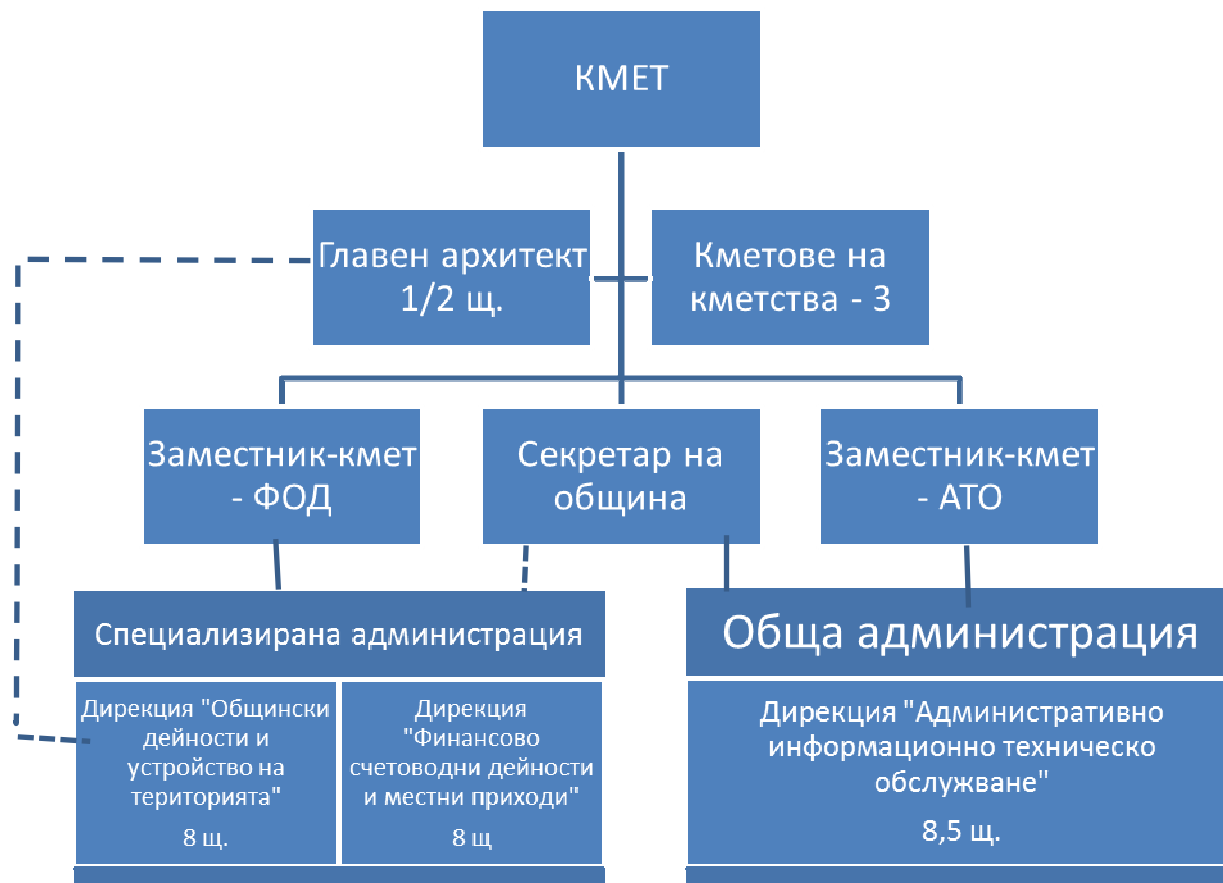 КМЕТ
Главен архитект
1/2 щ.
Кметове на
кметства - 3
Заместник-кмет
- ФОД
Секретар на
община
Заместник-кмет
- АТО
Специализирана администрация
Дирекция "Общински
дейности и
устройство на
територията"
8 щ.
Дирекция
"Финансово
счетоводни дейности
и местни приходи"
8 щ
Обща администрация
Дирекция "Административно
информационно техническо
обслужване"
8,5 щ.